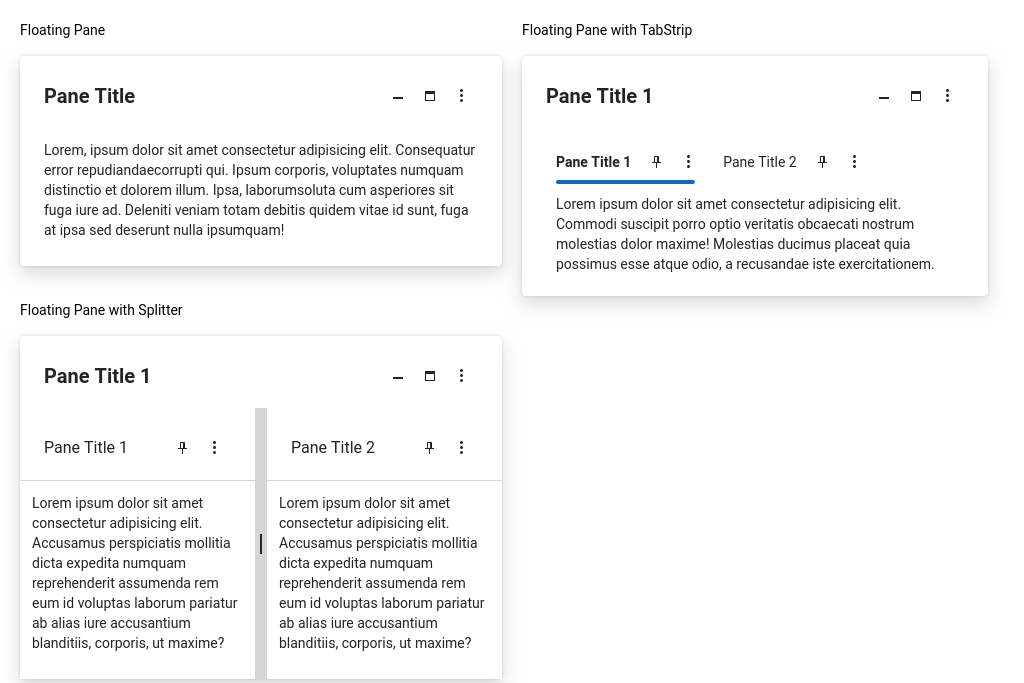 Floating Pane
Pane Title
Lorem, ipsum dolor sit amet consectetur adipisicing elit. Consequatur
error repudiandaecorrupti qui. Ipsum corporis, voluptates numquam
distinctio et dolorem illum. Ipsa, laborumsoluta cum asperiores sit
fuga iure ad. Deleniti veniam totam debitis quidem vitae id sunt, fuga
at ipsa sed deserunt nulla ipsumquam!
Floating Pane with TabStrip
Pane Title 1
Pane Title 1 Pane Title 2
Lorem ipsum dolor sit amet consectetur adipisicing elit.
Commodi suscipit porro optio veritatis obcaecati nostrum
molestias dolor maxime! Molestias ducimus placeat quia
possimus esse atque odio, a recusandae iste exercitationem.
Floating Pane with Splitter
Pane Title 1
Pane Title 1
Lorem ipsum dolor sit amet
consectetur adipisicing elit.
Accusamus perspiciatis mollitia
dicta expedita numquam
reprehenderit assumenda rem
eum id voluptas laborum pariatur
ab alias iure accusantium
blanditiis, corporis, ut maxime?
Pane Title 2
Lorem ipsum dolor sit amet
consectetur adipisicing elit.
Accusamus perspiciatis mollitia
dicta expedita numquam
reprehenderit assumenda rem
eum id voluptas laborum pariatur
ab alias iure accusantium
blanditiis, corporis, ut maxime?